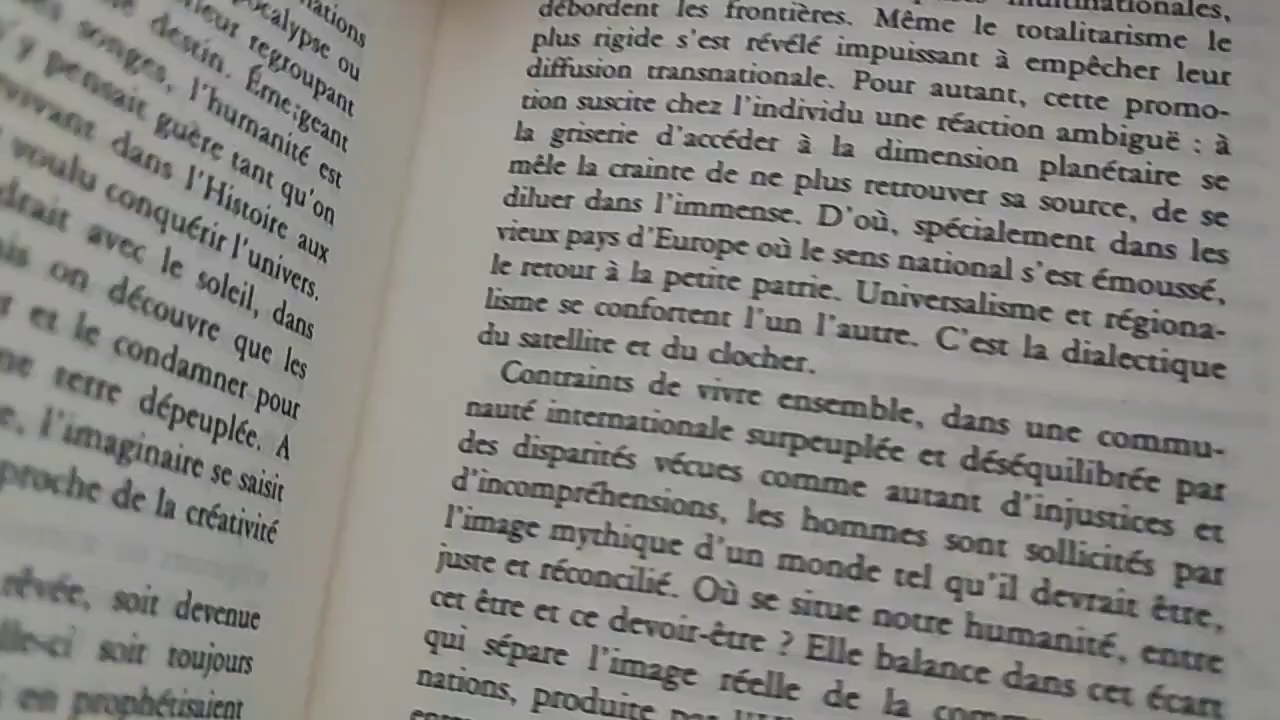 nations
apocalypse ou
regroupant
destin. Émergeant
songes, l'humanité est
y pensait guère tant qu'on
vivant dans l'Histoire aux
voulu conquérir l'univers.
avec le soleil, dans
on découvre que les
et le condamner pour
terre dépeuplée. A
l'imaginaire se saisit
proche de la créativité
rêvée, soit devenue
soit toujours
en prophétisaient
multinationales,
débordent les frontières. Même le totalitarisme le
plus rigide s'est révélé impuissant à empêcher leur
diffusion transnationale. Pour autant, cette promo-
tion suscite chez l'individu une réaction ambiguë : à
la griserie d'accéder à la dimension planétaire se
mêle la crainte de ne plus retrouver sa source, de se
diluer dans l'immense. D'où, spécialement dans les
vieux pays d'Europe où le sens national s'est émoussé,
le retour à la petite patrie. Universalisme et régiona-
lisme se confortent l'un l'autre. C'est la dialectique
du satellite et du clocher.
Contraints de vivre ensemble, dans une commu-
nauté internationale surpeuplée et déséquilibrée par
des disparités vécues comme autant d'injustices et
d'incompréhensions, les hommes sont sollicités par
l'image mythique d'un monde tel qu'il devrait être,
juste et réconcilié. Où se situe notre humanité, entre
cet être et ce devoir-être ? Elle balance dans cet écart
qui sépare l'image réelle de la
nations, produite